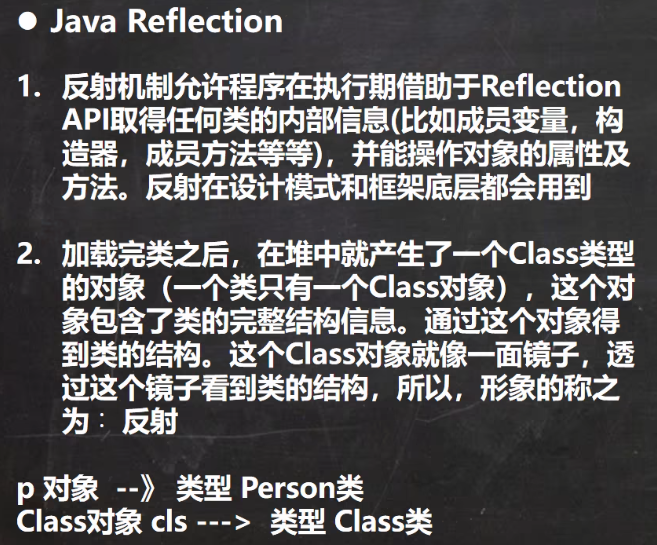 ● Java Reflection
1. 反射机制允许程序在执行期借助于Reflection
API取得任何类的内部信息(比如成员变量，构
造器，成员方法等等)，并能操作对象的属性及
方法。反射在设计模式和框架底层都会用到
2. 加载完类之后，在堆中就产生了一个Class类型
的对象（一个类只有一个Class对象），这个对
象包含了类的完整结构信息。通过这个对象得
到类的结构。这个Class对象就像一面镜子，透
过这个镜子看到类的结构，所以，形象的称之
为：反射
p 对象 --》 类型 Person类
Class对象 cls ---> 类型 Class类